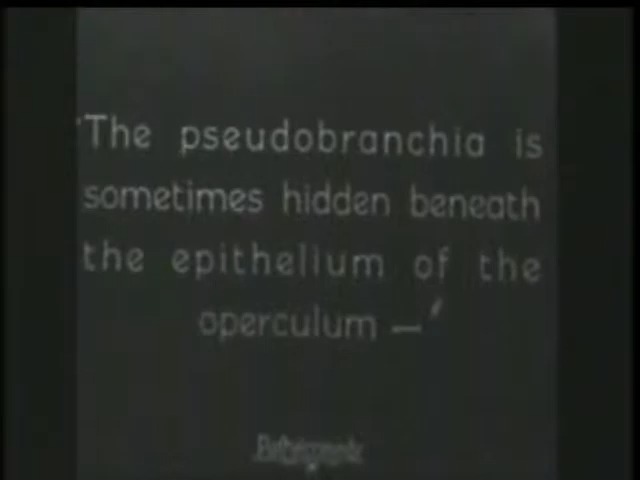 'The pseudobranchia is
sometimes hidden beneath
the epithelium of the
operculum —'